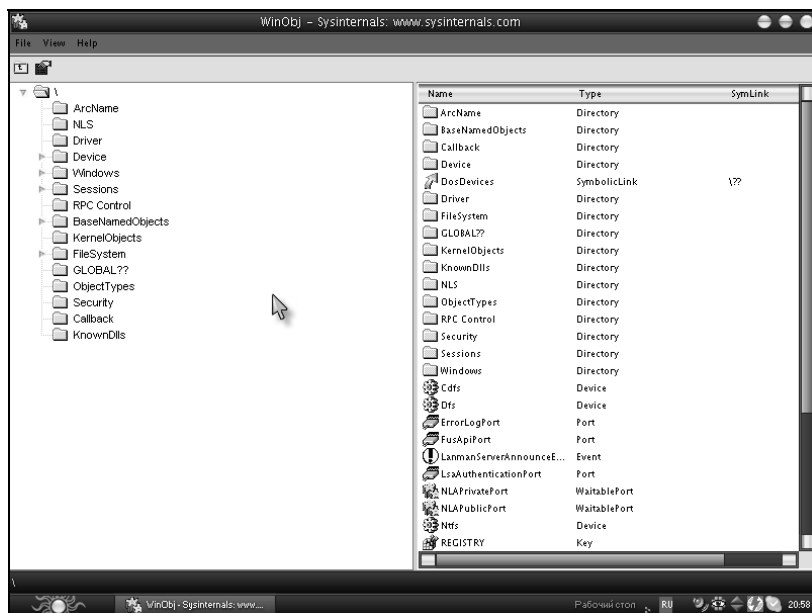 WinObj – Sysinternals: www.sysinternals.com
File View Help
\
ArcName
NLS
Driver
Device
Windows
Sessions
RPC Control
BaseNamedObjects
KernelObjects
FileSystem
GLOBAL??
ObjectTypes
Security
Callback
KnownDlls
Name Type SymLink
ArcName Directory
BaseNamedObjects Directory
Callback Directory
Device Directory
DosDevices SymbolicLink \??
Driver Directory
FileSystem Directory
GLOBAL?? Directory
KernelObjects Directory
KnownDlls Directory
NLS Directory
ObjectTypes Directory
RPC Control Directory
Security Directory
Sessions Directory
Windows Directory
Cdfs Device
Dfs Device
ErrorLogPort Port
FusApiPort Port
LanmanServerAnnounceE... Event
LsaAuthenticationPort Port
NLAPrivatePort WaitablePort
NLAPublicPort WaitablePort
Ntfs Device
REGISTRY Key
\
WinObj - Sysinternals: www.... Рабочий стол RU 20:58